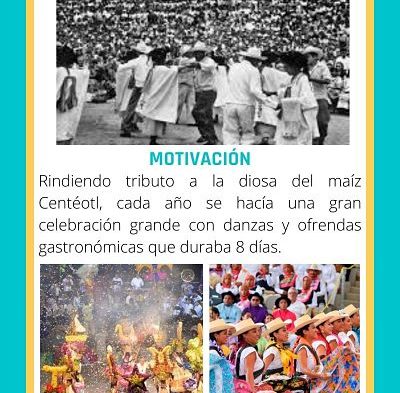 MOTIVACIÓN
Rindiendo tributo a la diosa del maíz
Centéotl, cada año se hacía una gran
celebración grande con danzas y ofrendas
gastronómicas que duraba 8 días.